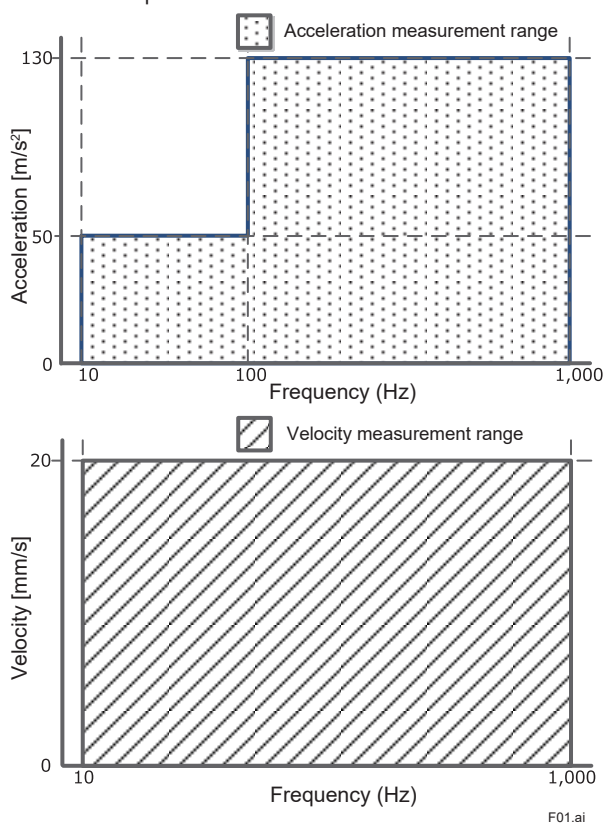 Acceleration measurement range
130
50
0
Acceleration [m/s²]
10 100 1,000
Frequency (Hz)
Velocity measurement range
20
0
Velocity [mm/s]
10 1,000
Frequency (Hz)
F01.ai